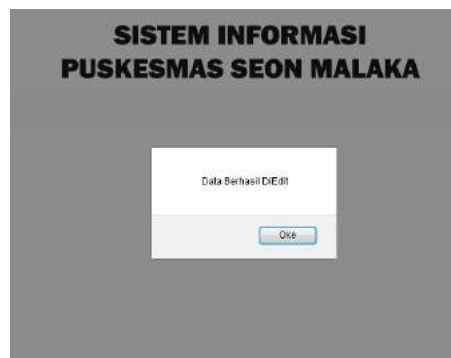 SISTEM INFORMASI
PUSKESMAS SEON MALAKA
Data Berhasil DiEdit
Oke